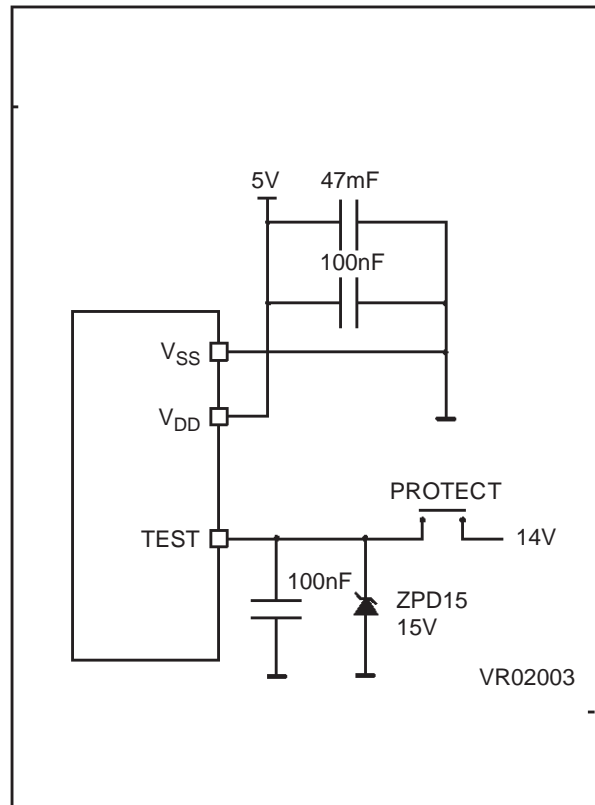 5V 47mF
100nF
VSS
VDD
PROTECT
TEST 14V
100nF ZPD15
15V
VR02003